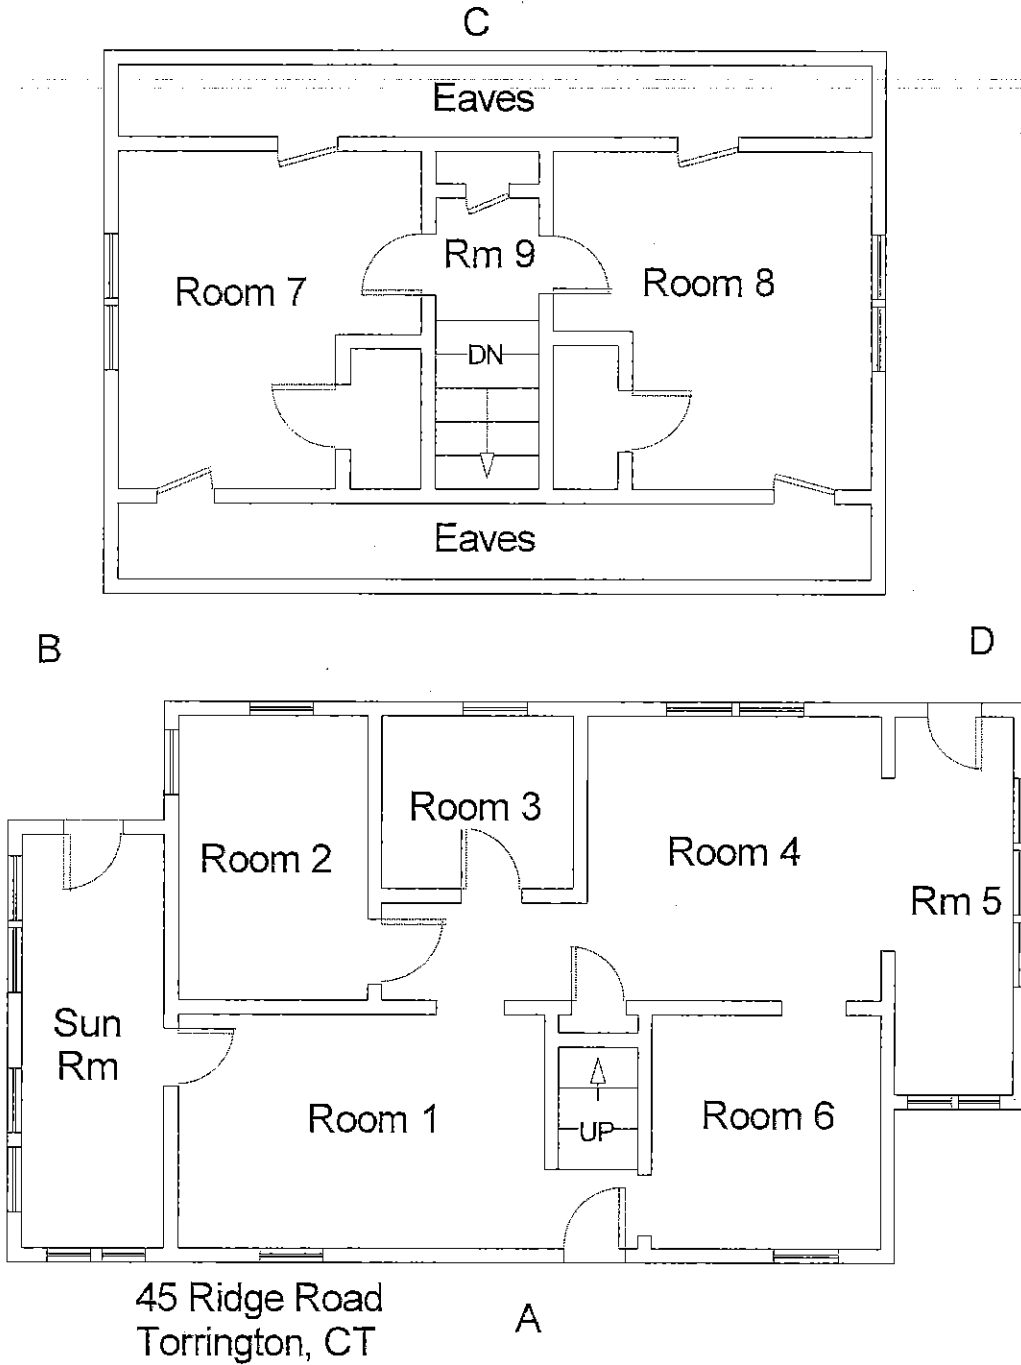 C
Eaves
Rm 9
Room 7
Room 8
DN
Eaves
B
D
Room 3
Room 2
Room 4
Rm 5
Sun
Rm
Room 1
Room 6
UP
45 Ridge Road
Torrington, CT
A